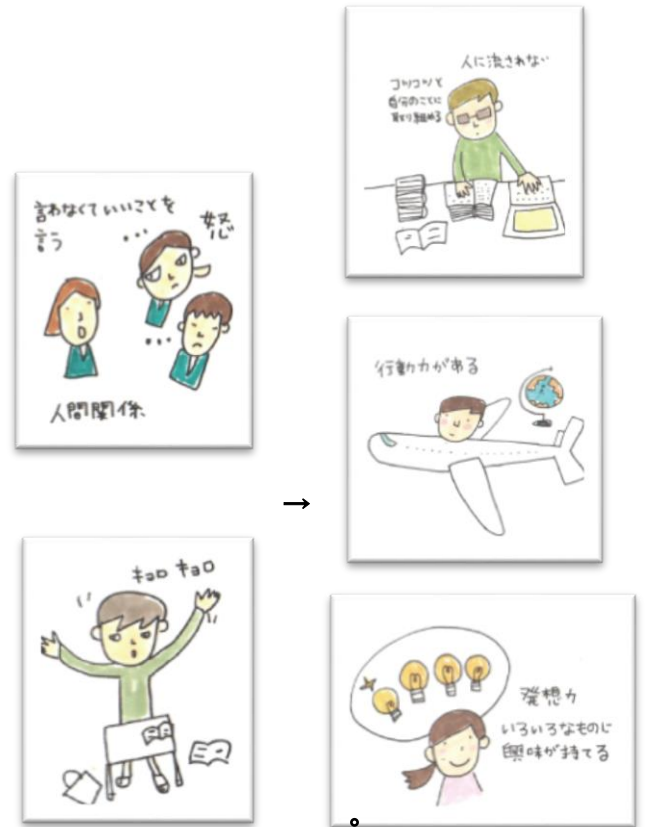 言わなくていいことを
言う
…
怒
…
人間関係
キョロキョロ
→
人に流されない
コツコツと
自分のことに
取り組める
行動力がある
発想力
いろいろなものに
興味が持てる
。